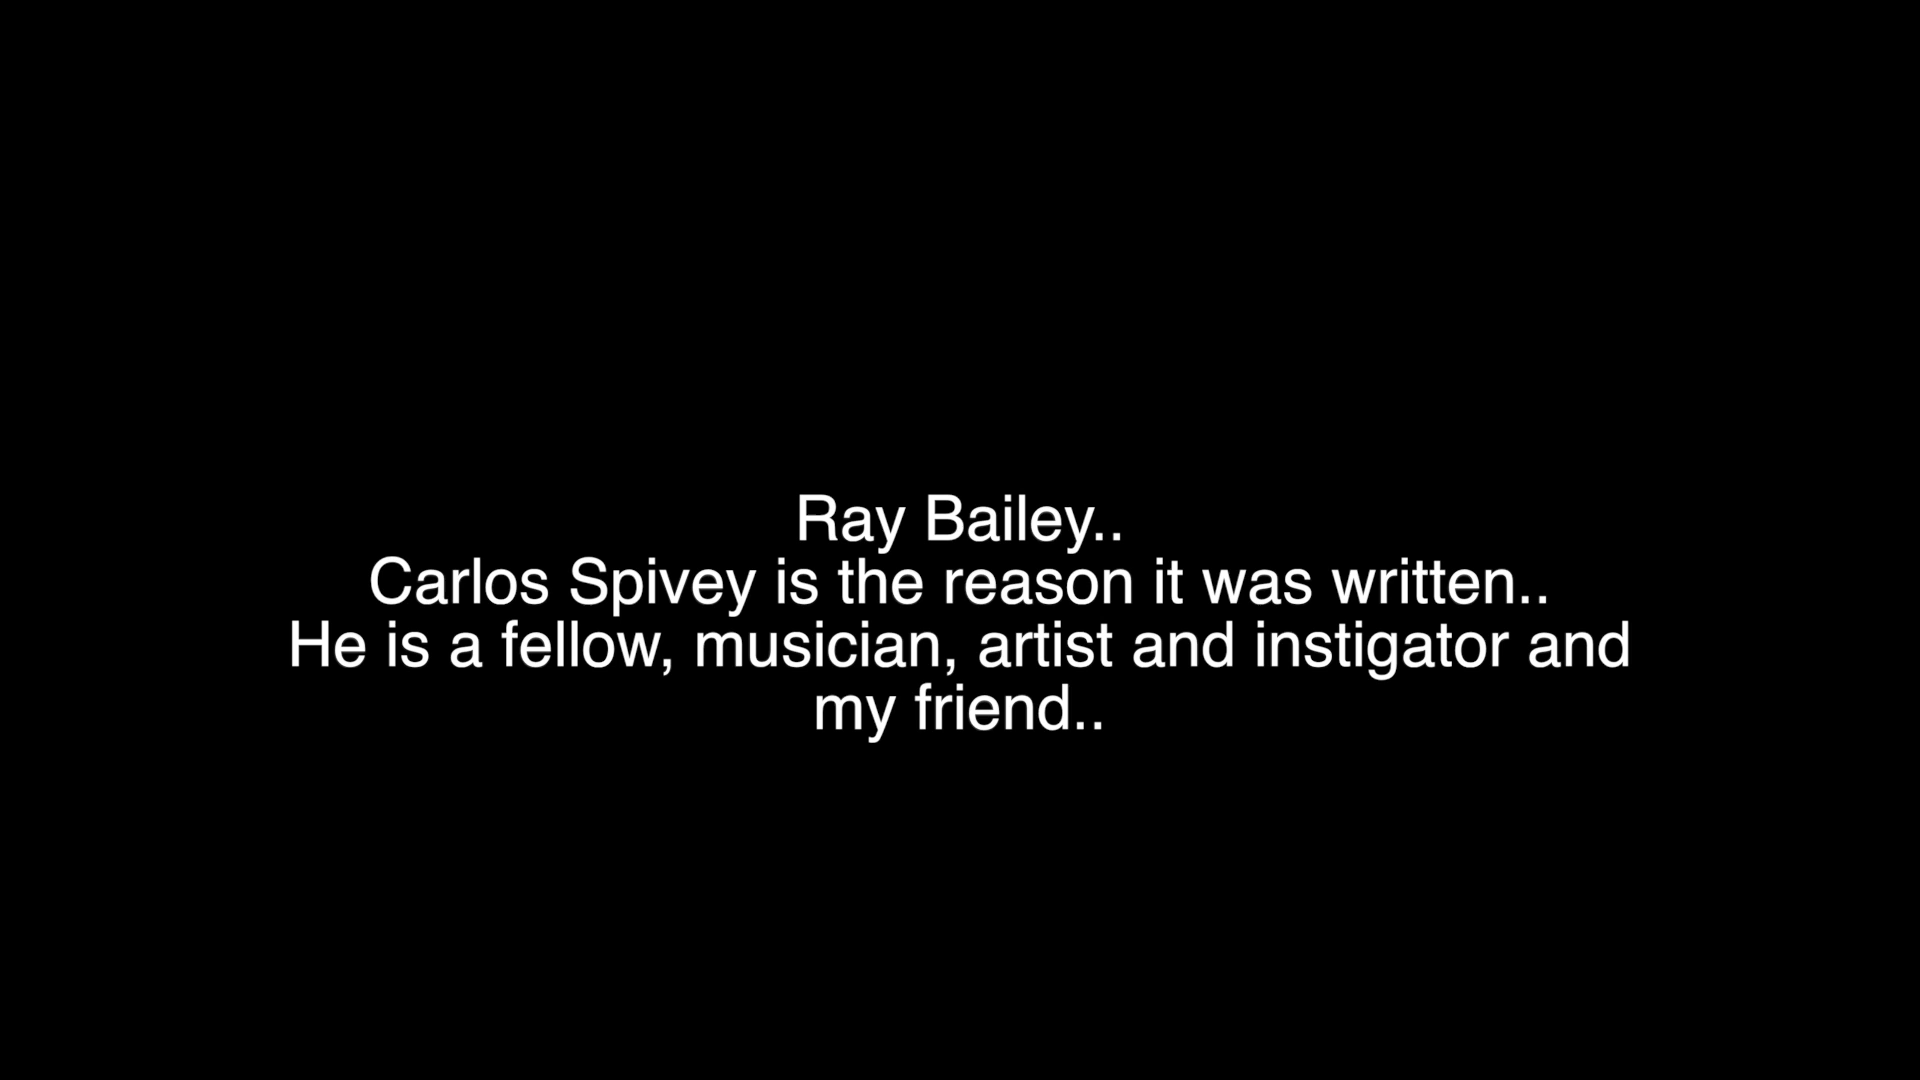 Ray Bailey..
Carlos Spivey is the reason it was written..
He is a fellow, musician, artist and instigator and
my friend..